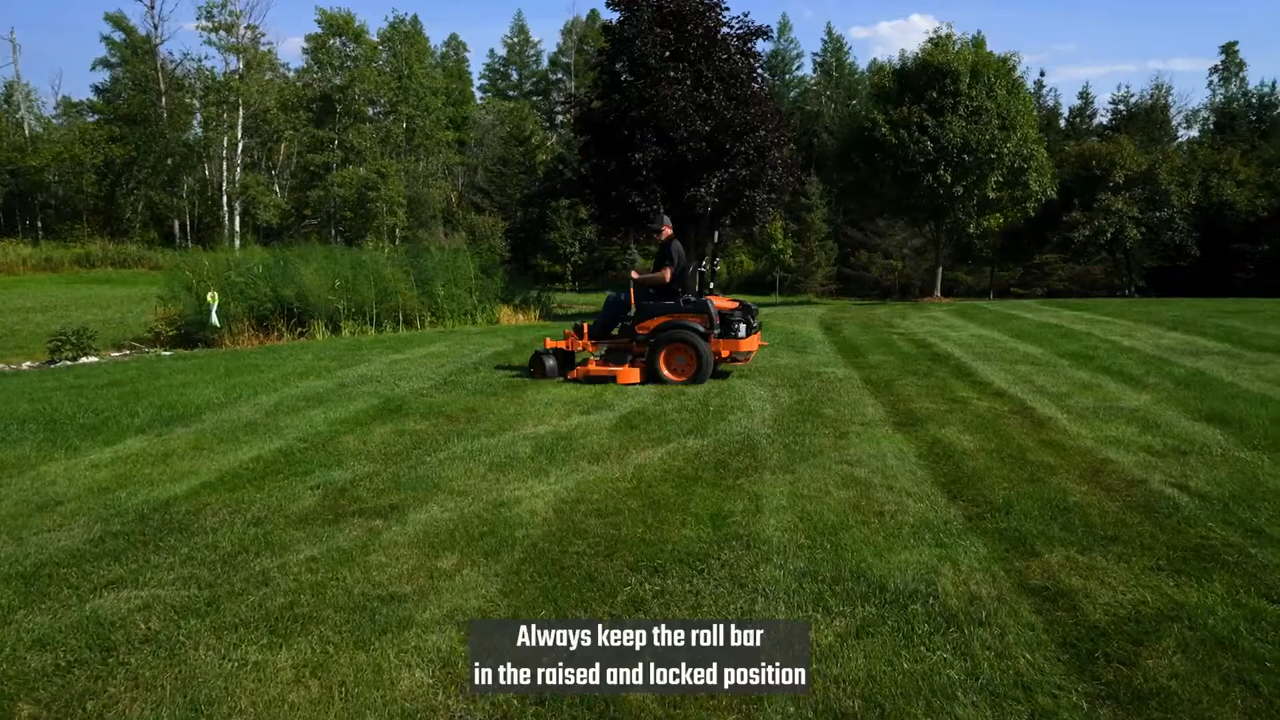 Always keep the roll bar
in the raised and locked position